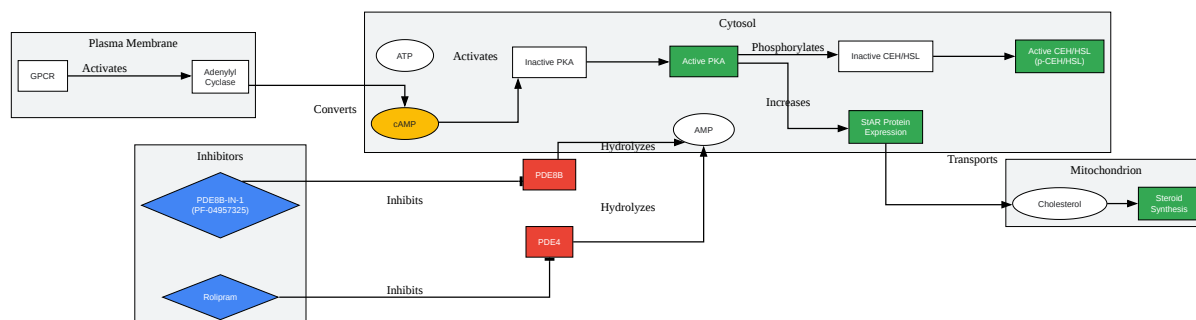 Plasma Membrane
GPCR
Activates
Adenylyl
Cyclase
Converts
Cytosol
ATP
cAMP
Activates
Inactive PKA
Active PKA
Phosphorylates
Increases
Inactive CEH/HSL
Active CEH/HSL
(p-CEH/HSL)
StAR Protein
Expression
AMP
Hydrolyzes
Hydrolyzes
Transports
Inhibitors
PDE8B-IN-1
(PF-04957325)
Inhibits
PDE8B
PDE4
Rolipram
Inhibits
Mitochondrion
Cholesterol
Steroid
Synthesis